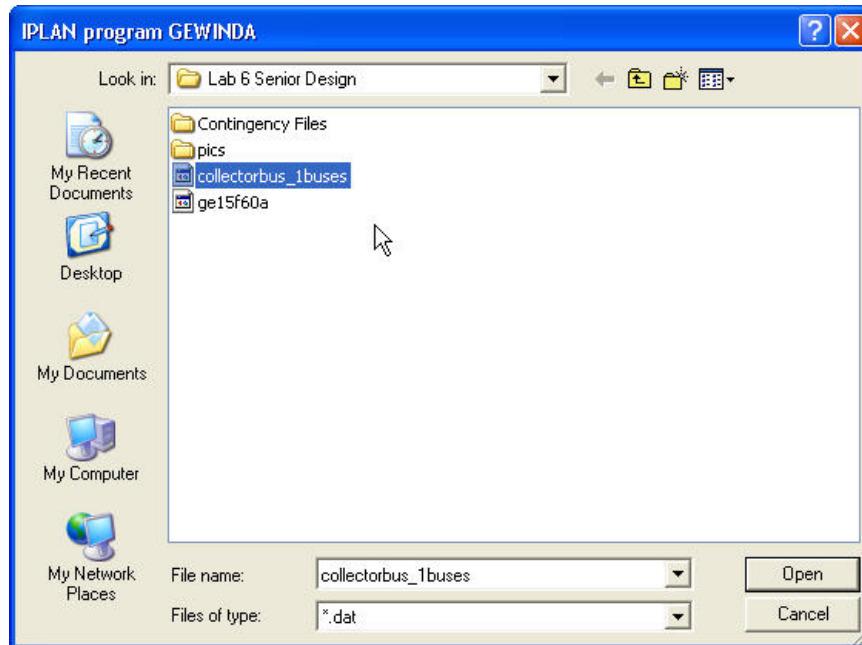 IPLAN program GEWINDA
Look in: Lab 6 Senior Design
My Recent
Documents
Desktop
My Documents
My Computer
My Network
Places
Contingency Files
pics
collectorbus_1buses
ge15f60a
File name: collectorbus_1buses Open
Files of type: *.dat Cancel